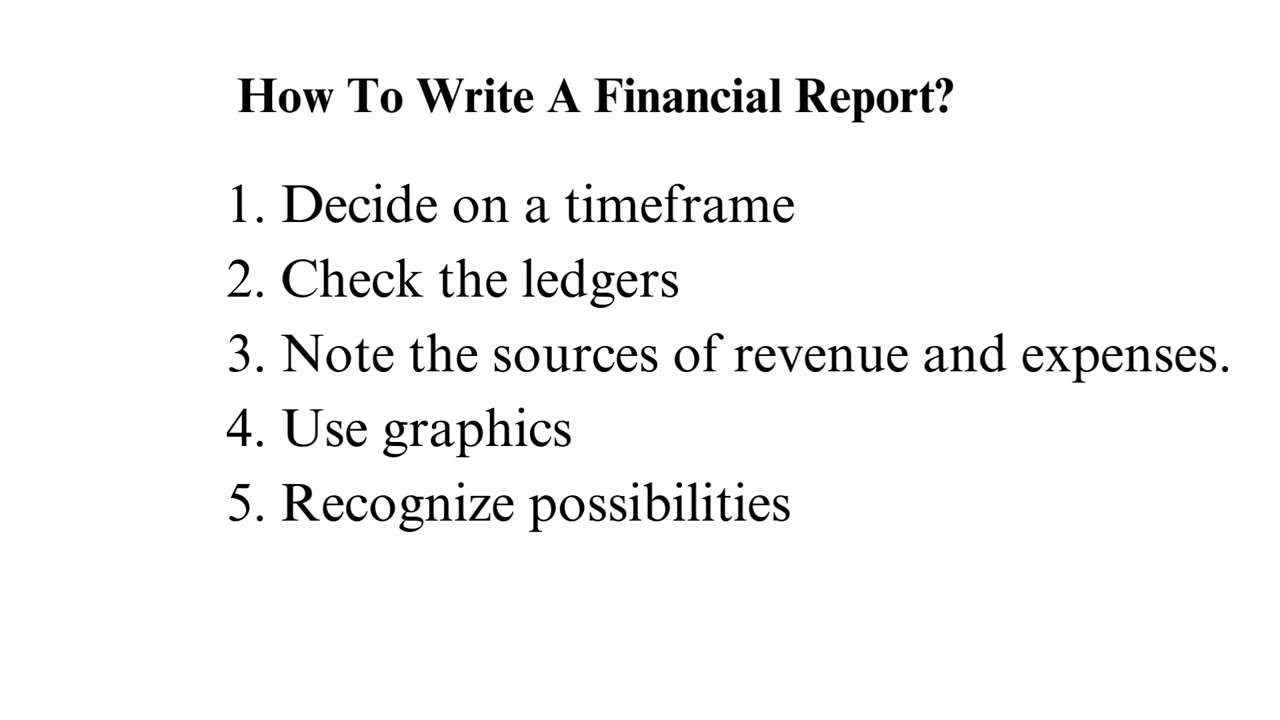 How To Write A Financial Report?
1. Decide on a timeframe
2. Check the ledgers
3. Note the sources of revenue and expenses.
4. Use graphics
5. Recognize possibilities